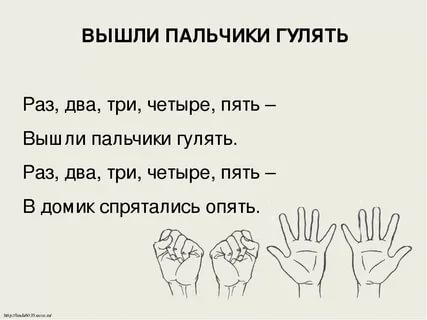 ВЫШЛИ ПАЛЬЧИКИ ГУЛЯТЬ
Раз, два, три, четыре, пять –
Вышли пальчики гулять.
Раз, два, три, четыре, пять –
В домик спрятались опять.